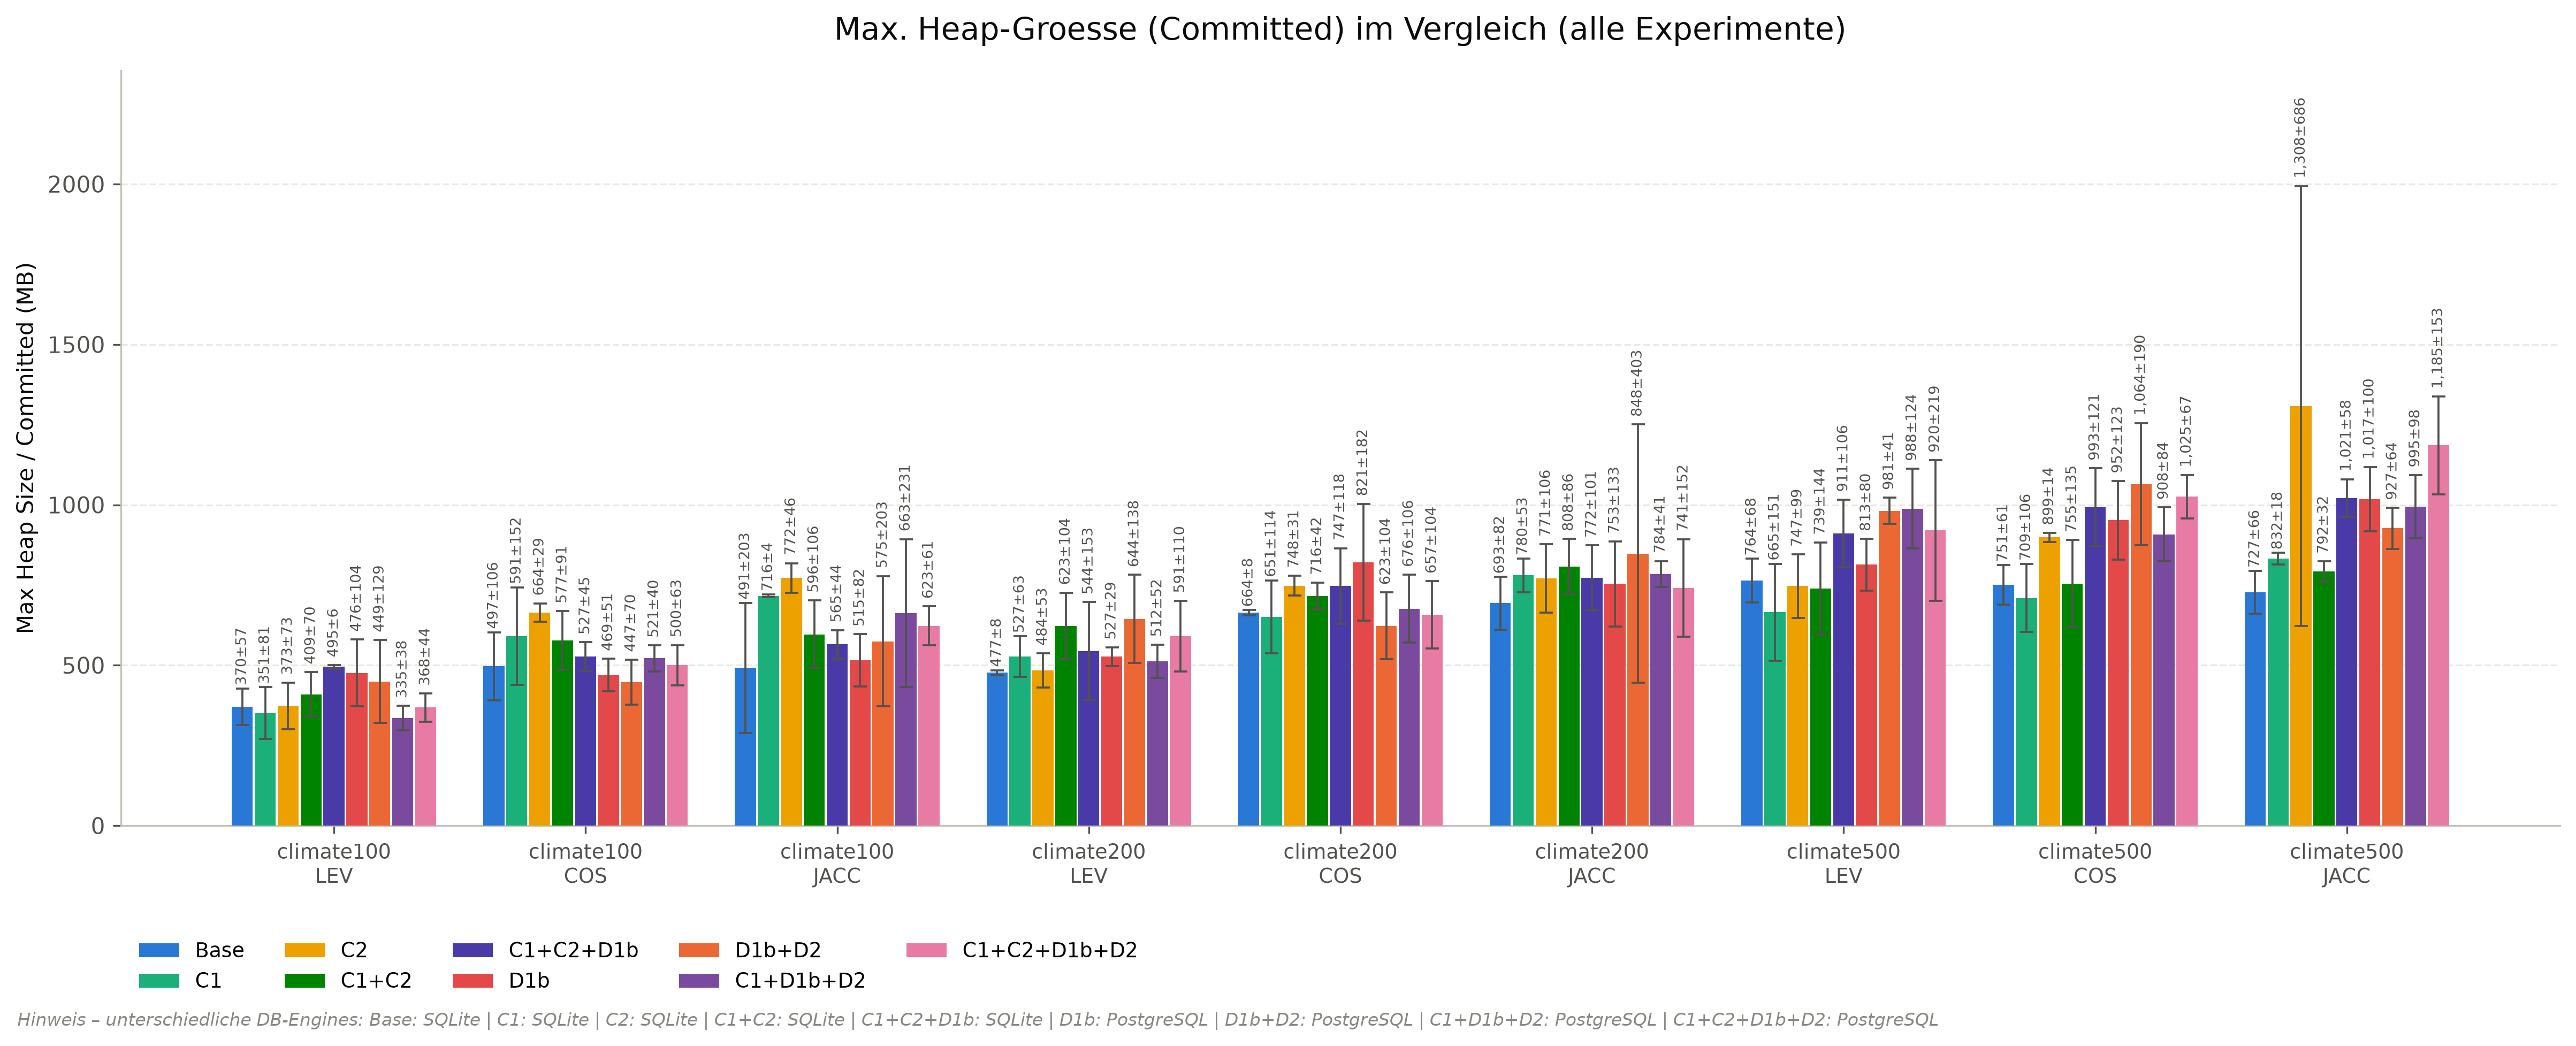 Max. Heap-Groesse (Committed) im Vergleich (alle Experimente)
Max Heap Size / Committed (MB)
2000
1500
1000
500
0
370±57
351±81
373±73
409±70
495±6
476±104
449±129
335±38
368±44
497±106
591±152
664±29
577±91
527±45
469±51
447±70
521±40
500±63
491±203
716±4
772±46
596±106
565±44
515±82
575±203
663±231
623±61
477±8
527±63
484±53
623±104
544±153
527±29
644±138
512±52
591±110
664±8
651±114
748±31
716±42
747±118
821±182
623±104
676±106
657±104
693±82
780±53
771±106
808±86
772±101
753±133
848±403
784±41
741±152
764±68
665±151
747±99
739±144
911±106
813±80
981±41
988±124
920±219
751±61
709±106
899±14
755±135
993±121
952±123
1,064±190
908±84
1,025±67
727±66
832±18
1,308±686
792±32
1,021±58
1,017±100
927±64
995±98
1,185±153
climate100
LEV
climate100
COS
climate100
JACC
climate200
LEV
climate200
COS
climate200
JACC
climate500
LEV
climate500
COS
climate500
JACC
Base
C1
C2
C1+C2
C1+C2+D1b
D1b
D1b+D2
C1+D1b+D2
C1+C2+D1b+D2
Hinweis – unterschiedliche DB-Engines: Base: SQLite | C1: SQLite | C2: SQLite | C1+C2: SQLite | C1+C2+D1b: SQLite | D1b: PostgreSQL | D1b+D2: PostgreSQL | C1+D1b+D2: PostgreSQL | C1+C2+D1b+D2: PostgreSQL